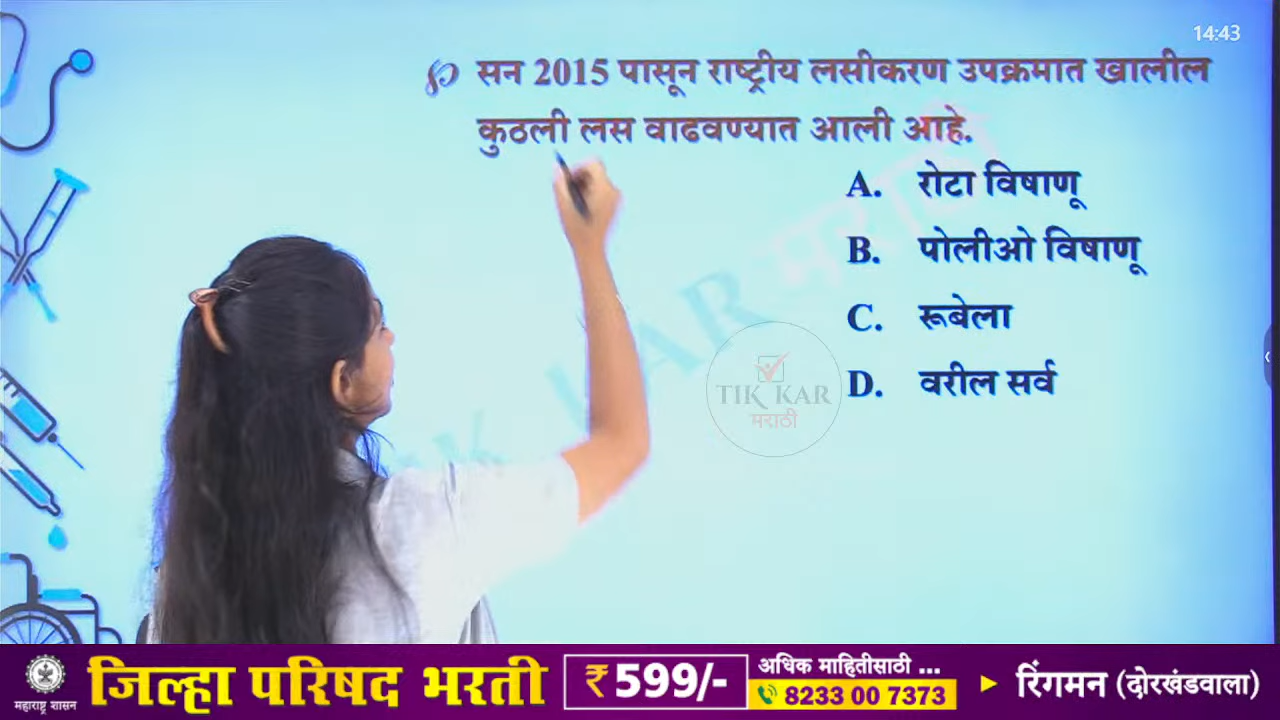 14:43
℘ सन 2015 पासून राष्ट्रीय लसीकरण उपक्रमात खालील
कुठली लस वाढवण्यात आली आहे.
A. रोटा विषाणू
B. पोलीओ विषाणू
C. रूबेला
D. वरील सर्व
TIK KAR
मराठी
महाराष्ट्र शासन
जिल्हा परिषद भरती
₹599/-
अधिक माहितीसाठी ...
8233 00 7373
रिंगमन (दोरखंडवाला)